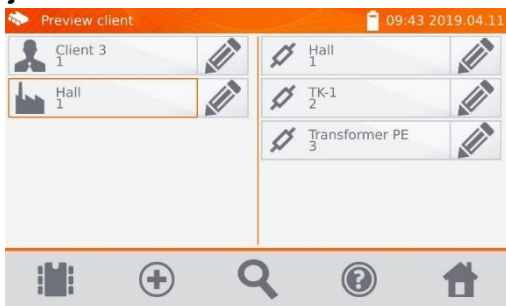 Preview client
09:43 2019.04.11
Client 3
1
Hall
1
Hall
1
TK-1
2
Transformer PE
3